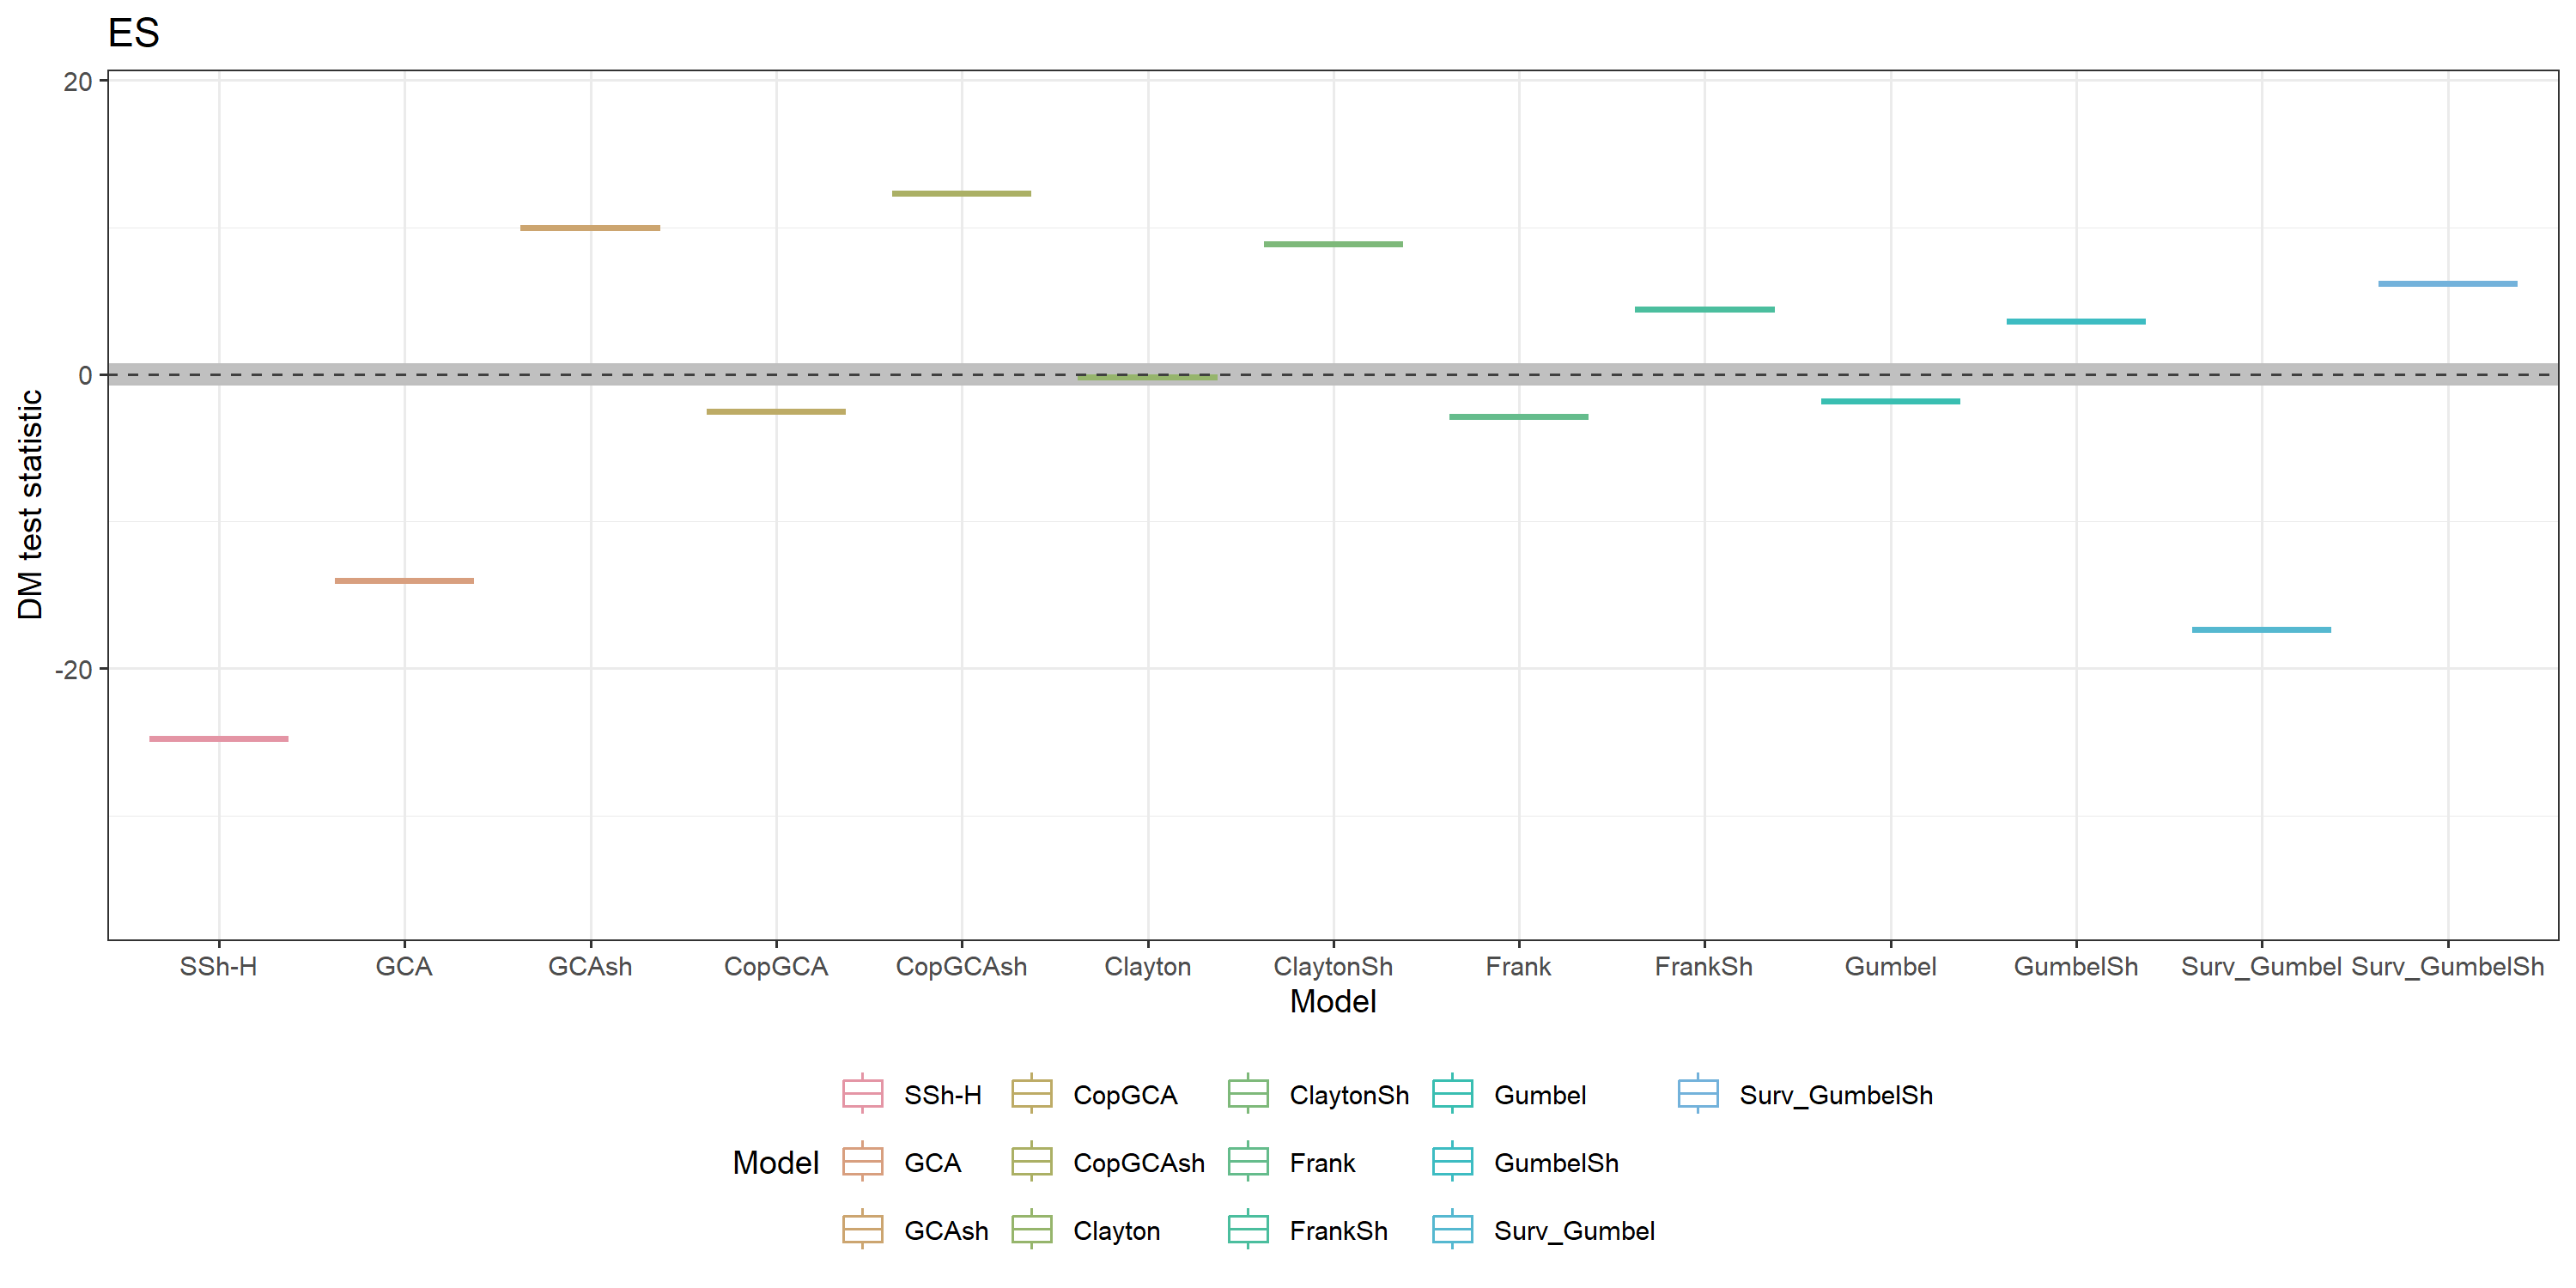 ES
20
0
-20
DM test statistic
SSh-H GCA GCAsh CopGCA CopGCAsh Clayton ClaytonSh Frank FrankSh Gumbel GumbelSh Surv_Gumbel Surv_GumbelSh
Model
Model
SSh-H CopGCA ClaytonSh Gumbel Surv_GumbelSh
GCA CopGCAsh Frank GumbelSh
GCAsh Clayton FrankSh Surv_Gumbel